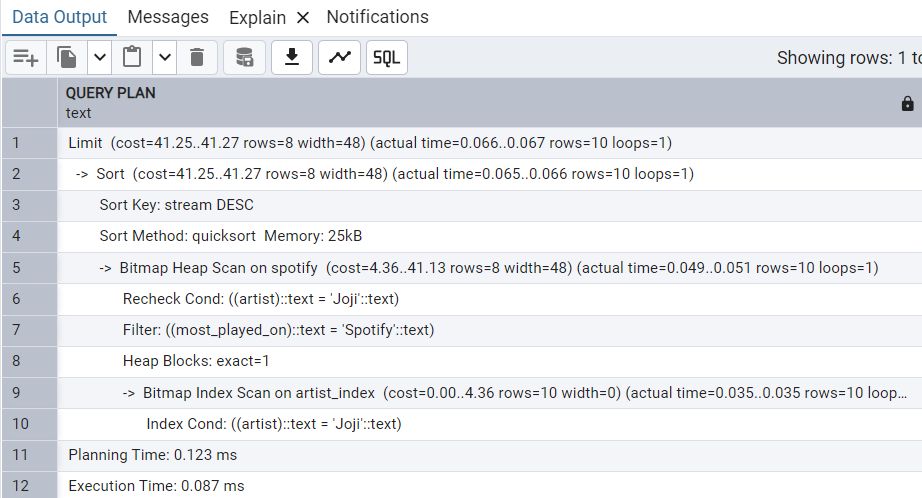 Data Output Messages Explain × Notifications
SQL Showing rows: 1 to
QUERY PLAN
text
1 Limit (cost=41.25..41.27 rows=8 width=48) (actual time=0.066..0.067 rows=10 loops=1)
2 -> Sort (cost=41.25..41.27 rows=8 width=48) (actual time=0.065..0.066 rows=10 loops=1)
3 Sort Key: stream DESC
4 Sort Method: quicksort Memory: 25kB
5 -> Bitmap Heap Scan on spotify (cost=4.36..41.13 rows=8 width=48) (actual time=0.049..0.051 rows=10 loops=1)
6 Recheck Cond: ((artist)::text = 'Joji'::text)
7 Filter: ((most_played_on)::text = 'Spotify'::text)
8 Heap Blocks: exact=1
9 -> Bitmap Index Scan on artist_index (cost=0.00..4.36 rows=10 width=0) (actual time=0.035..0.035 rows=10 loop...
10 Index Cond: ((artist)::text = 'Joji'::text)
11 Planning Time: 0.123 ms
12 Execution Time: 0.087 ms